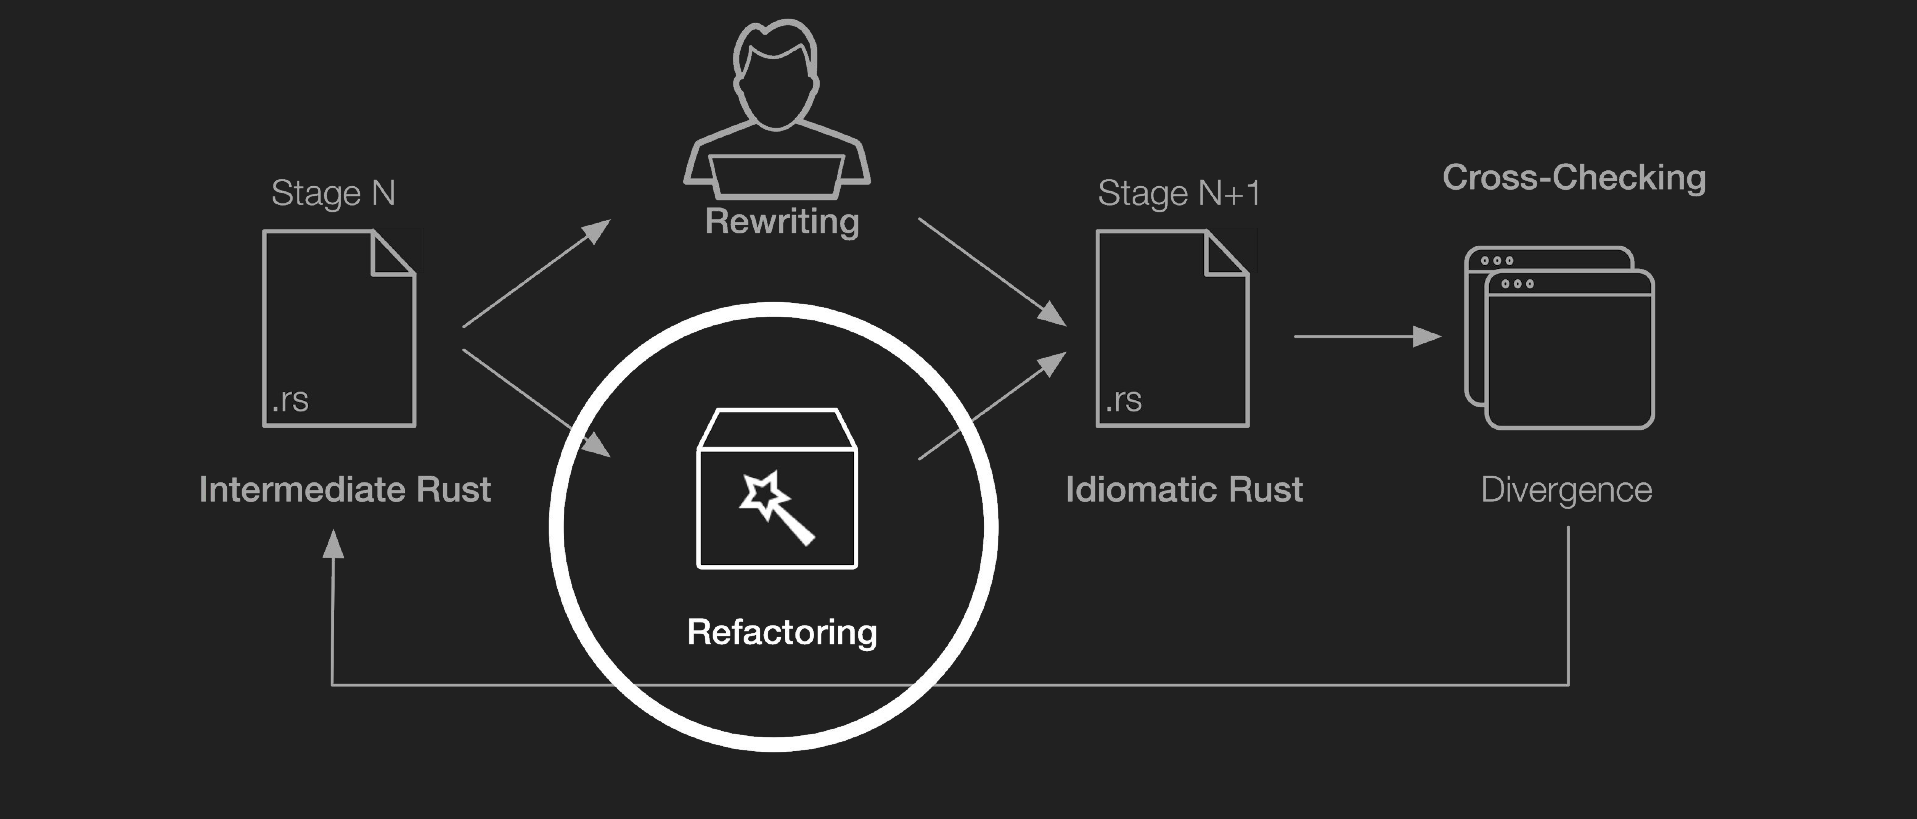 Stage N
.rs
Intermediate Rust
Rewriting
Refactoring
Stage N+1
.rs
Idiomatic Rust
Cross-Checking
Divergence